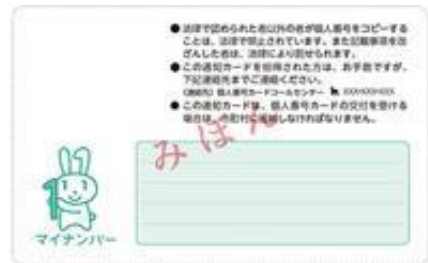 ● 法律で認められた者以外の者が個人番号をコピーする
ことは、法律で禁止されています。また記載事項を改
ざんした者は、法律により罰せられます。
● この通知カードを拾得された方は、お手数ですが、
下記連絡先までご連絡ください。
(連絡先) 個人番号カードコールセンター XXXX-XXX-XXX
● この通知カードは、個人番号カードの交付を受ける
場合は、市町村に返納しなければなりません。
みほん
マイナンバー